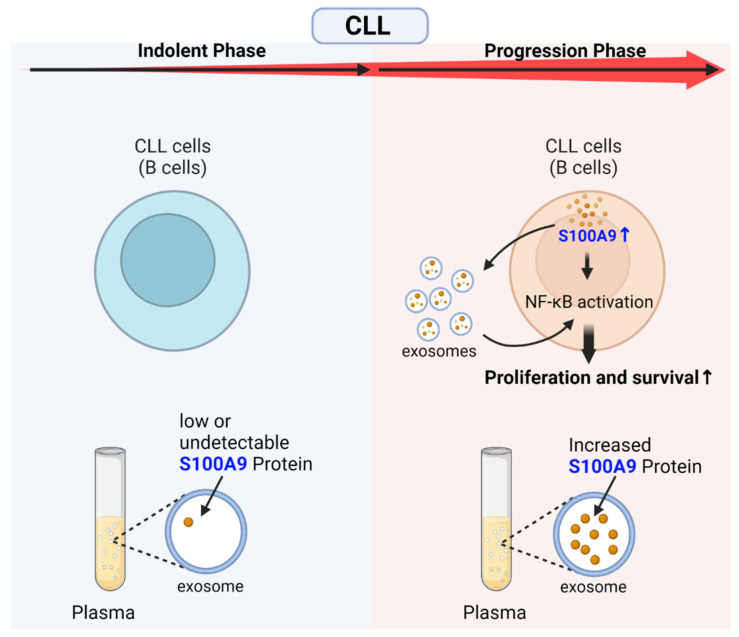 CLL
Indolent Phase
Progression Phase
CLL cells
(B cells)
CLL cells
(B cells)
S100A9↑
NF-κB activation
exosomes
Proliferation and survival↑
low or
undetectable
S100A9 Protein
exosome
Plasma
Increased
S100A9 Protein
exosome
Plasma